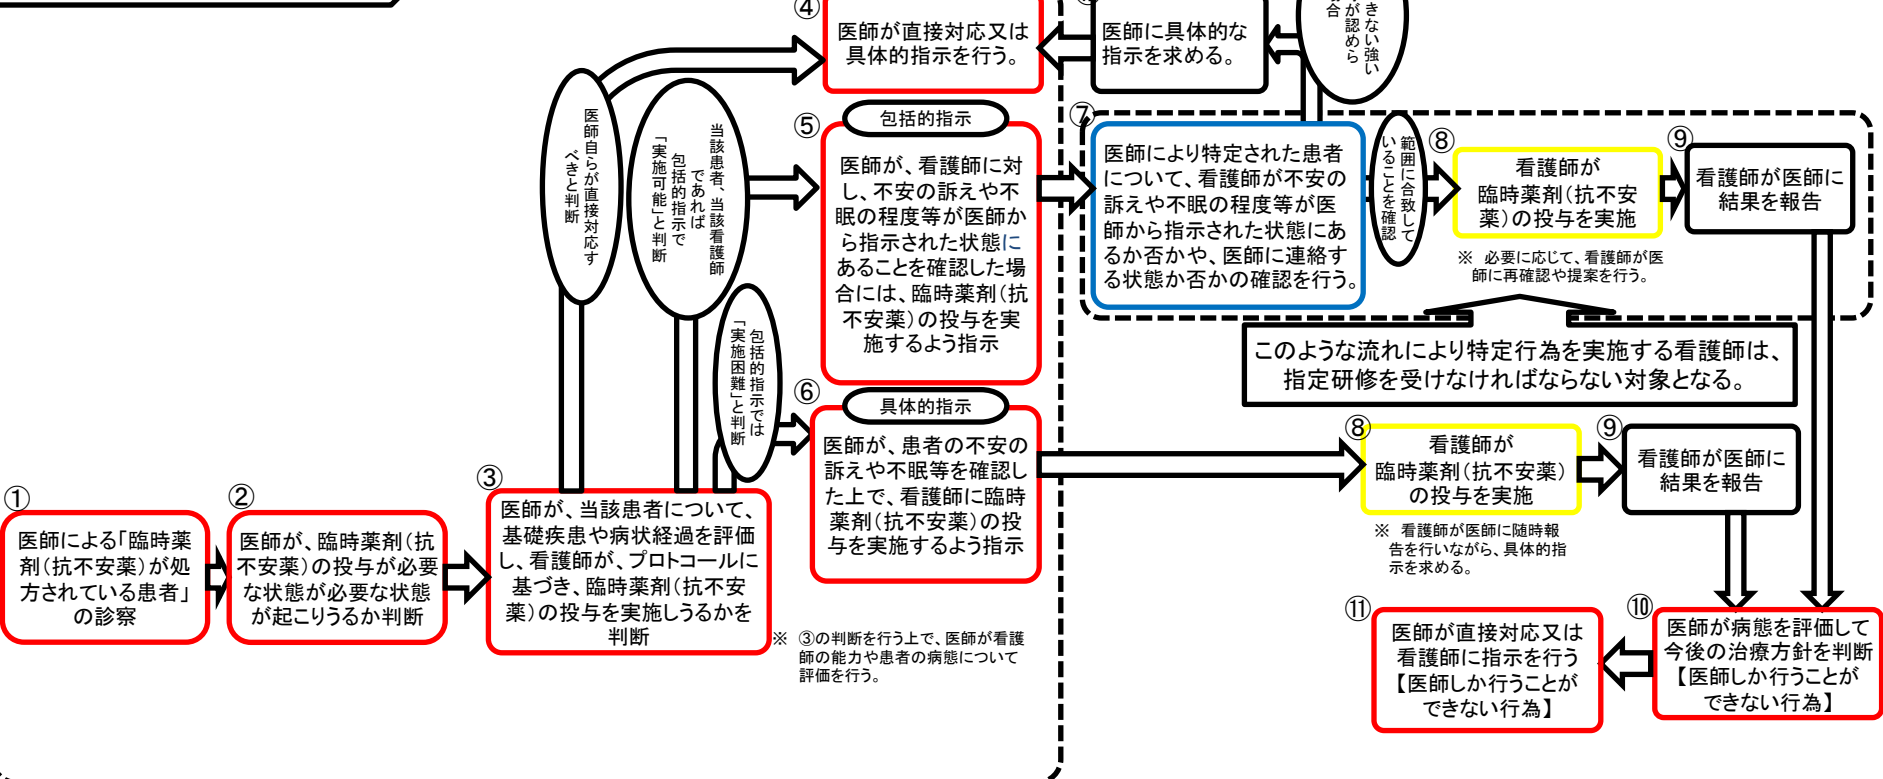 ④
医師が直接対応又は
具体的指示を行う。
医師に具体的な
指示を求める。
きない強い
が認めら
合
医師自らが直接対応す
べきと判断
当該患者、当該看護師
であれば
包括的指示で
「実施可能」と判断
包括的指示では
「実施困難」と判断
⑤
包括的指示
医師が、看護師に対
し、不安の訴えや不
眠の程度等が医師か
ら指示された状態に
あることを確認した場
合には、臨時薬剤(抗
不安薬)の投与を実
施するよう指示
⑦
医師により特定された患者
について、看護師が不安の
訴えや不眠の程度等が医
師から指示された状態にあ
るか否かや、医師に連絡す
る状態か否かの確認を行う。
範囲に合致して
いることを確認
⑧
看護師が
臨時薬剤(抗不安
薬)の投与を実施
※ 必要に応じて、看護師が医
師に再確認や提案を行う。
⑨
看護師が医師に
結果を報告
このような流れにより特定行為を実施する看護師は、
指定研修を受けなければならない対象となる。
⑥
具体的指示
医師が、患者の不安の
訴えや不眠等を確認し
た上で、看護師に臨時
薬剤(抗不安薬)の投
与を実施するよう指示
⑧
看護師が
臨時薬剤(抗不安薬)
の投与を実施
※ 看護師が医師に随時報
告を行いながら、具体的指
示を求める。
⑨
看護師が医師に
結果を報告
①
医師による「臨時薬
剤(抗不安薬)が処
方されている患者」
の診察
②
医師が、臨時薬剤(抗
不安薬)の投与が必要
な状態が必要な状態
が起こりうるか判断
③
医師が、当該患者について、
基礎疾患や病状経過を評価
し、看護師が、プロトコールに
基づき、臨時薬剤(抗不安
薬)の投与を実施しうるかを
判断
※ ③の判断を行う上で、医師が看護
師の能力や患者の病態について
評価を行う。
⑩
医師が病態を評価して
今後の治療方針を判断
【医師しか行うことが
できない行為】
⑪
医師が直接対応又は
看護師に指示を行う
【医師しか行うことが
できない行為】